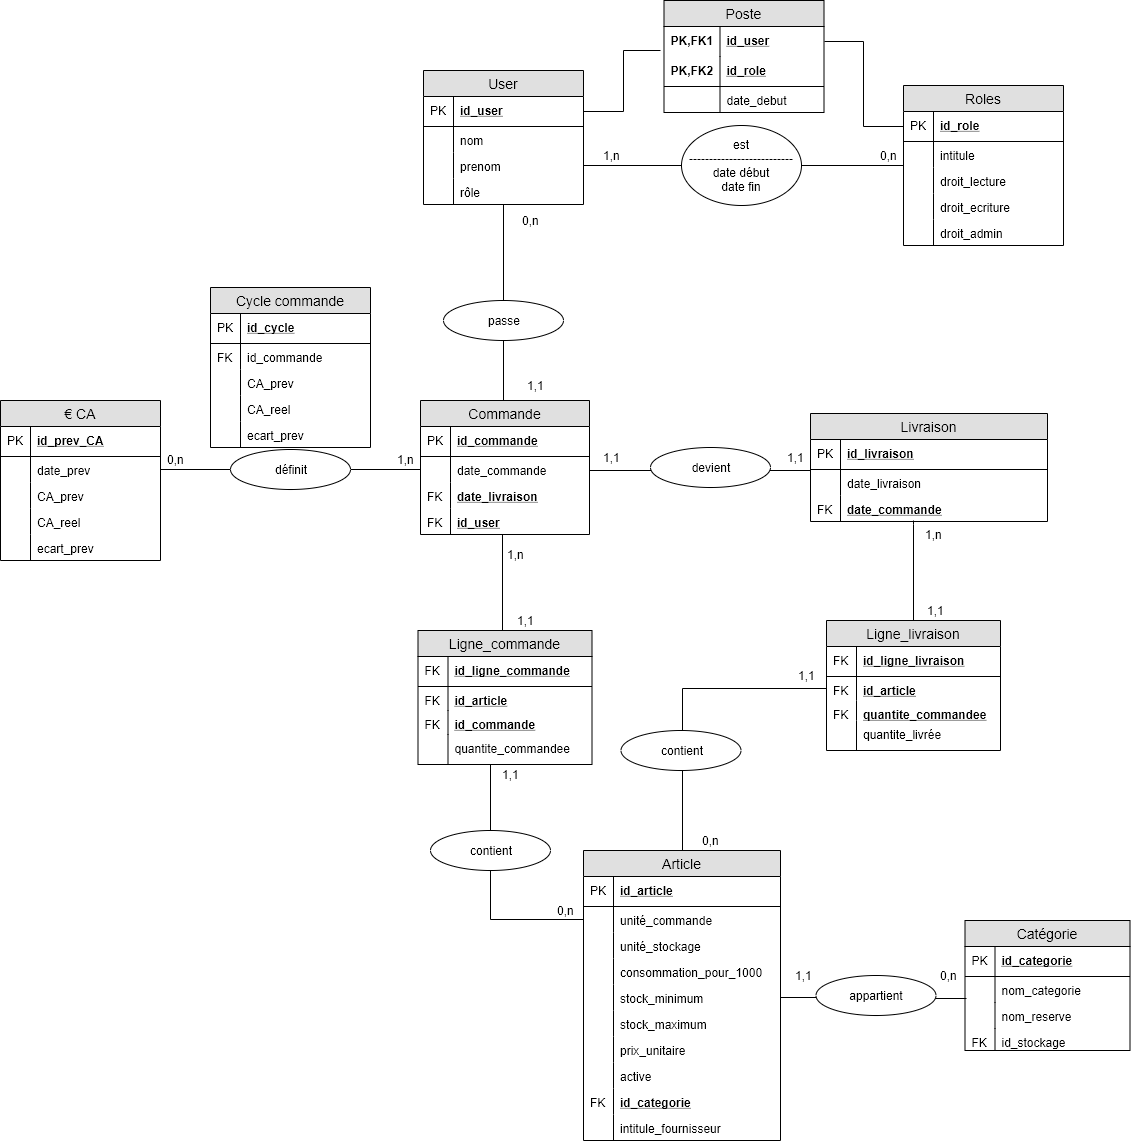 Poste
PK,FK1 id_user
PK,FK2 id_role
date_debut
User
PK id_user
nom
prenom
rôle
Roles
PK id_role
intitule
droit_lecture
droit_ecriture
droit_admin
1,n
est
date début
date fin
0,n
0,n
passe
1,1
Cycle commande
PK id_cycle
FK id_commande
CA_prev
CA_reel
ecart_prev
€ CA
PK id_prev_CA
date_prev
CA_prev
CA_reel
ecart_prev
0,n
définit
1,n
Commande
PK id_commande
date_commande
FK date_livraison
FK id_user
1,1
devient
1,1
Livraison
PK id_livraison
date_livraison
FK date_commande
1,n
1,1
1,n
1,1
Ligne_commande
FK id_ligne_commande
FK id_article
FK id_commande
quantite_commandee
Ligne_livraison
FK id_ligne_livraison
FK id_article
FK quantite_commandee
quantite_livrée
1,1
contient
0,n
1,1
contient
0,n
Article
PK id_article
unité_commande
unité_stockage
consommation_pour_1000
stock_minimum
stock_maximum
prix_unitaire
active
FK id_categorie
intitule_fournisseur
1,1
appartient
0,n
Catégorie
PK id_categorie
nom_categorie
nom_reserve
FK id_stockage